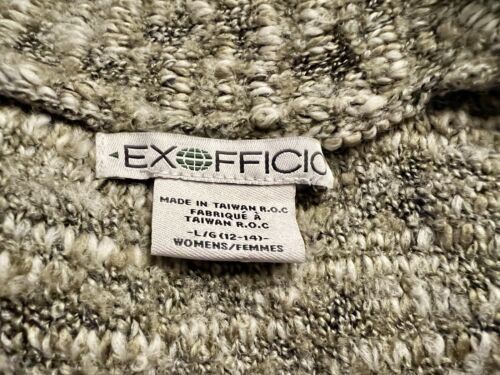 EXOFFICIO
MADE IN TAIWAN R.O.C
FABRIQUÉ À
TAIWAN R.O.C
-L/G (12-14)-
WOMENS/FEMMES